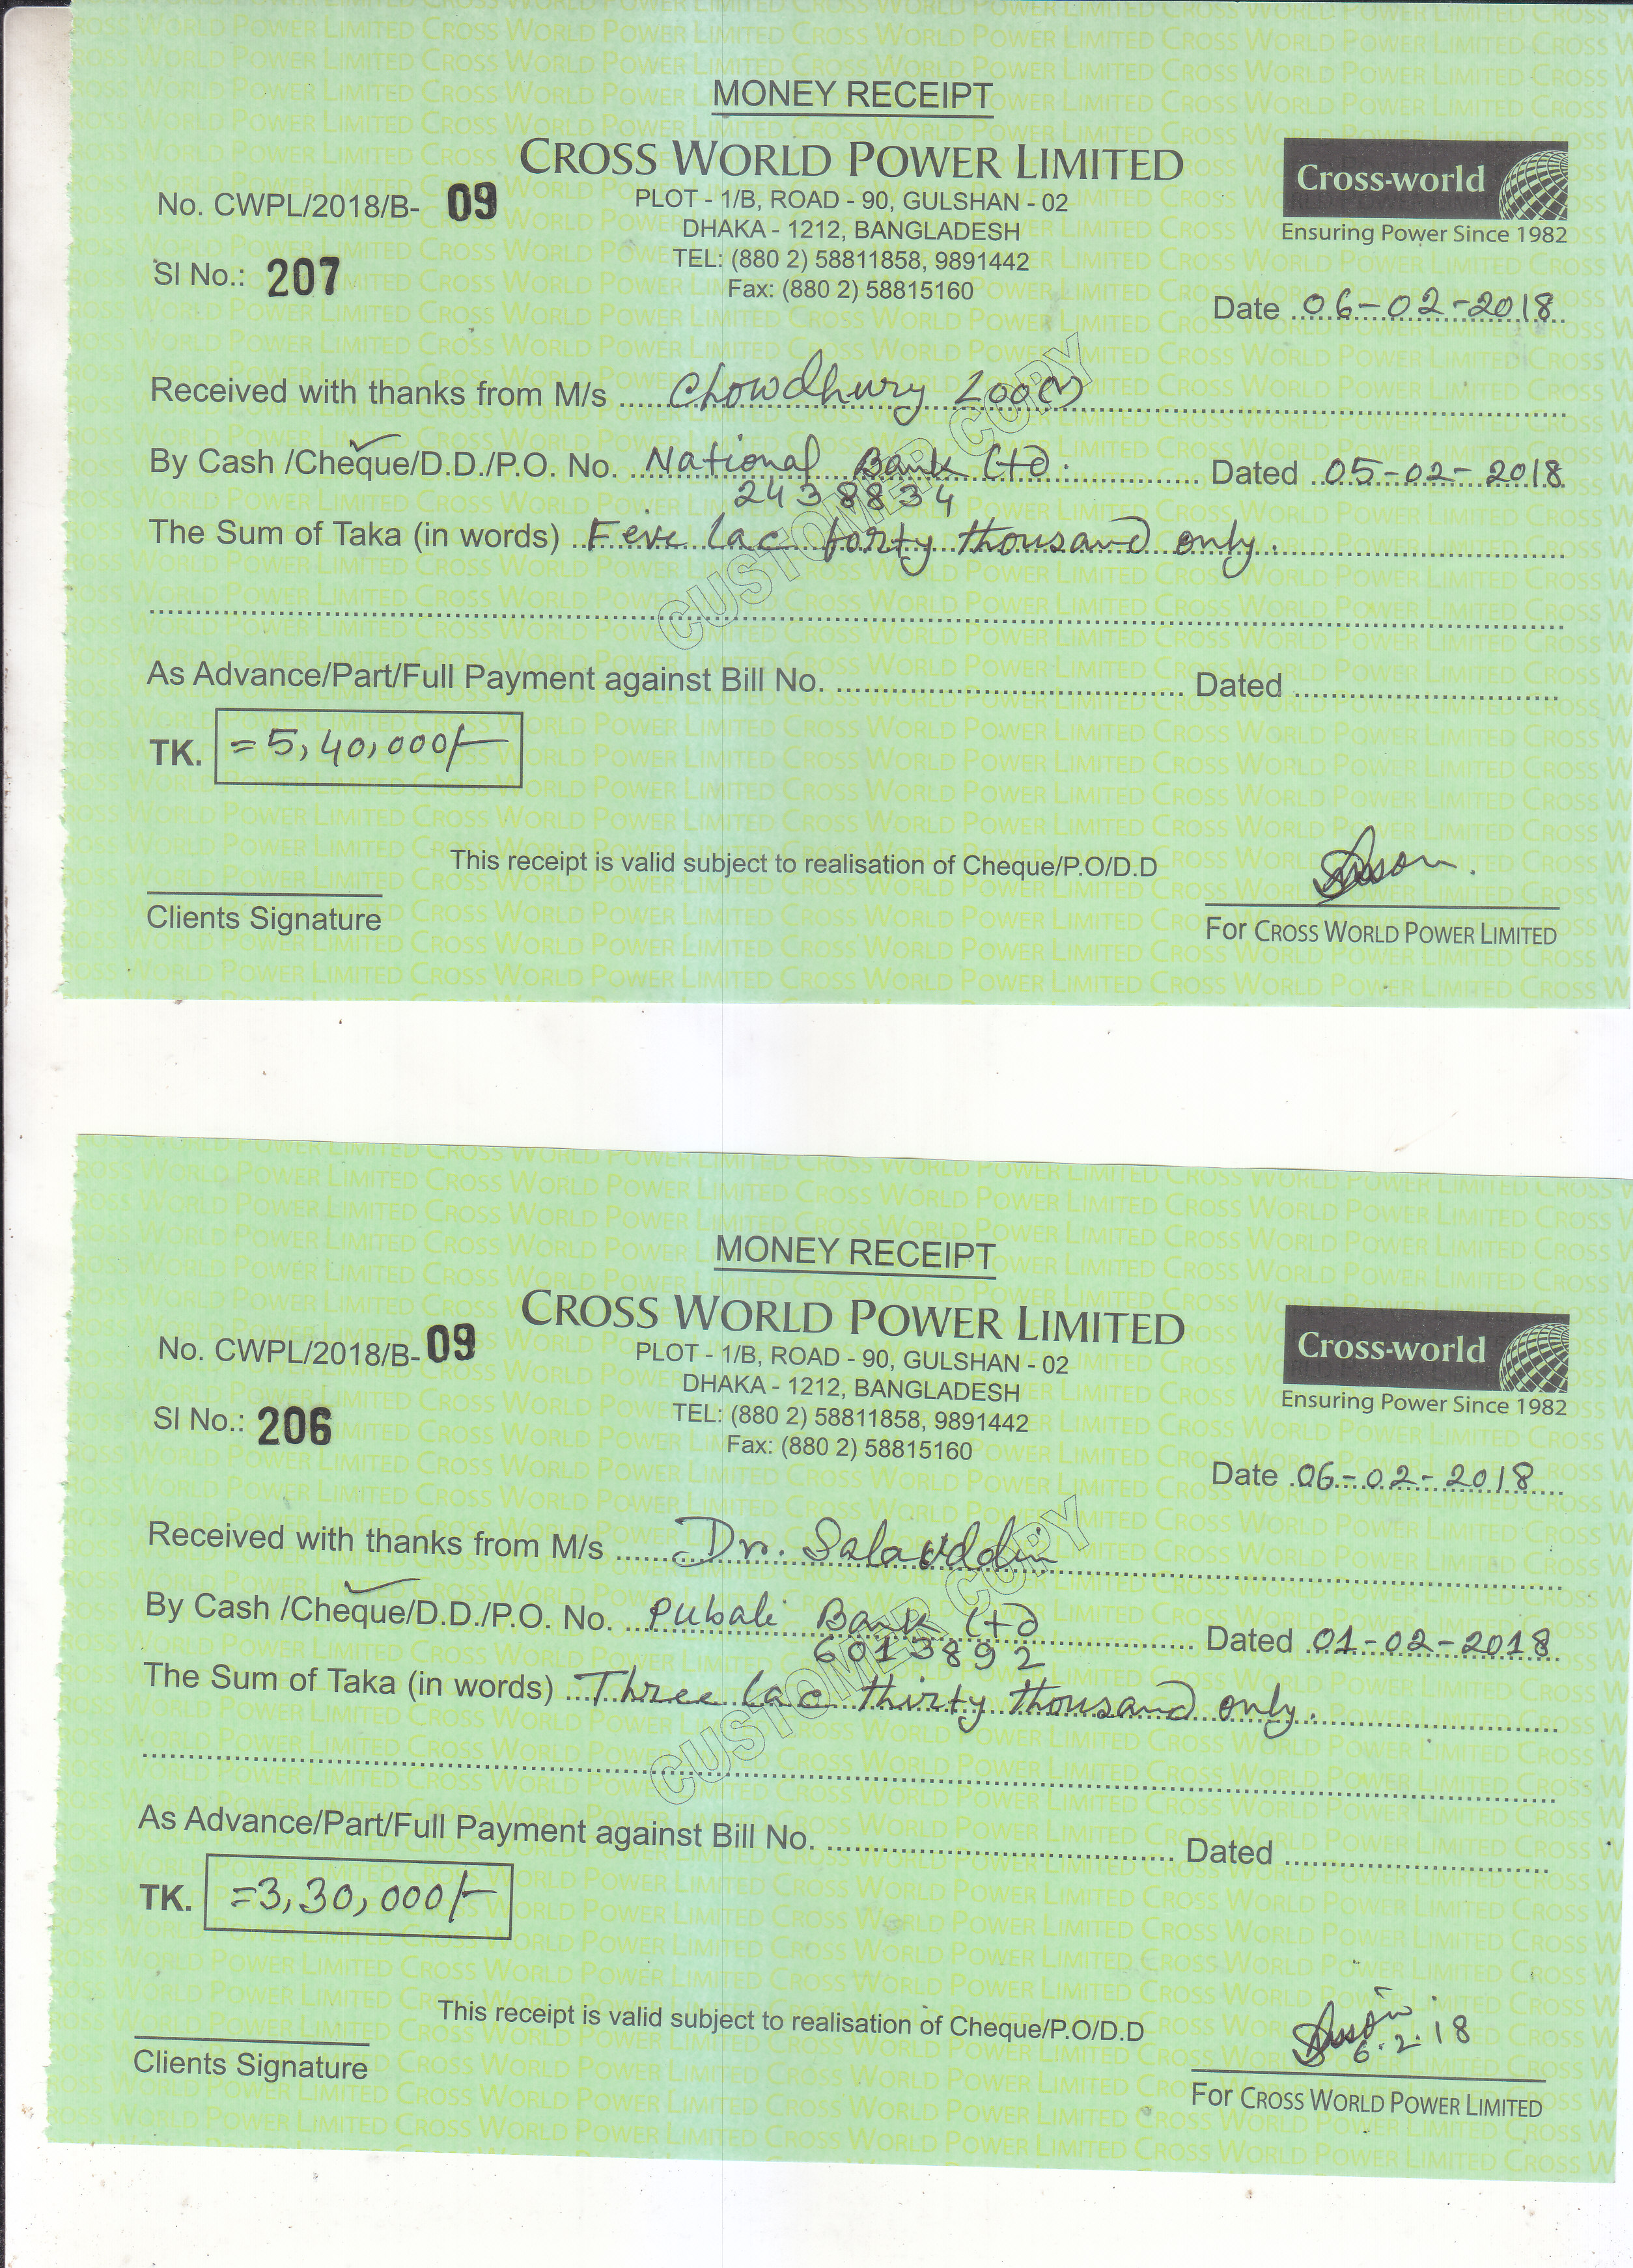 MONEY RECEIPT
CROSS WORLD POWER LIMITED
Cross-world
Ensuring Power Since 1982
No. CWPL/2018/B- 09
PLOT - 1/B, ROAD - 90, GULSHAN - 02
DHAKA - 1212, BANGLADESH
Sl No.: 207
TEL: (880 2) 58811858, 9891442
Fax: (880 2) 58815160
Date 06-02-2018
Received with thanks from M/s Chowdhury
By Cash /Cheque/D.D./P.O. No. National Bank Ltd. Dated 05-02-2018
2438834
The Sum of Taka (in words) Feve lac forty thousand only.
CUSTOMER COPY
As Advance/Part/Full Payment against Bill No. Dated
TK. =5,40,000/-
This receipt is valid subject to realisation of Cheque/P.O/D.D
Clients Signature
For CROSS WORLD POWER LIMITED
MONEY RECEIPT
CROSS WORLD POWER LIMITED
Cross-world
Ensuring Power Since 1982
No. CWPL/2018/B- 09
PLOT - 1/B, ROAD - 90, GULSHAN - 02
DHAKA - 1212, BANGLADESH
Sl No.: 206
TEL: (880 2) 58811858, 9891442
Fax: (880 2) 58815160
Date 06-02-2018
Received with thanks from M/s Dr. Salauddin
By Cash /Cheque/D.D./P.O. No. Pubali Bank Ltd Dated 01-02-2018
6013892
The Sum of Taka (in words) Three lac thirty thousand only.
CUSTOMER COPY
As Advance/Part/Full Payment against Bill No. Dated
TK. =3,30,000/-
This receipt is valid subject to realisation of Cheque/P.O/D.D
6.2.18
Clients Signature
For CROSS WORLD POWER LIMITED